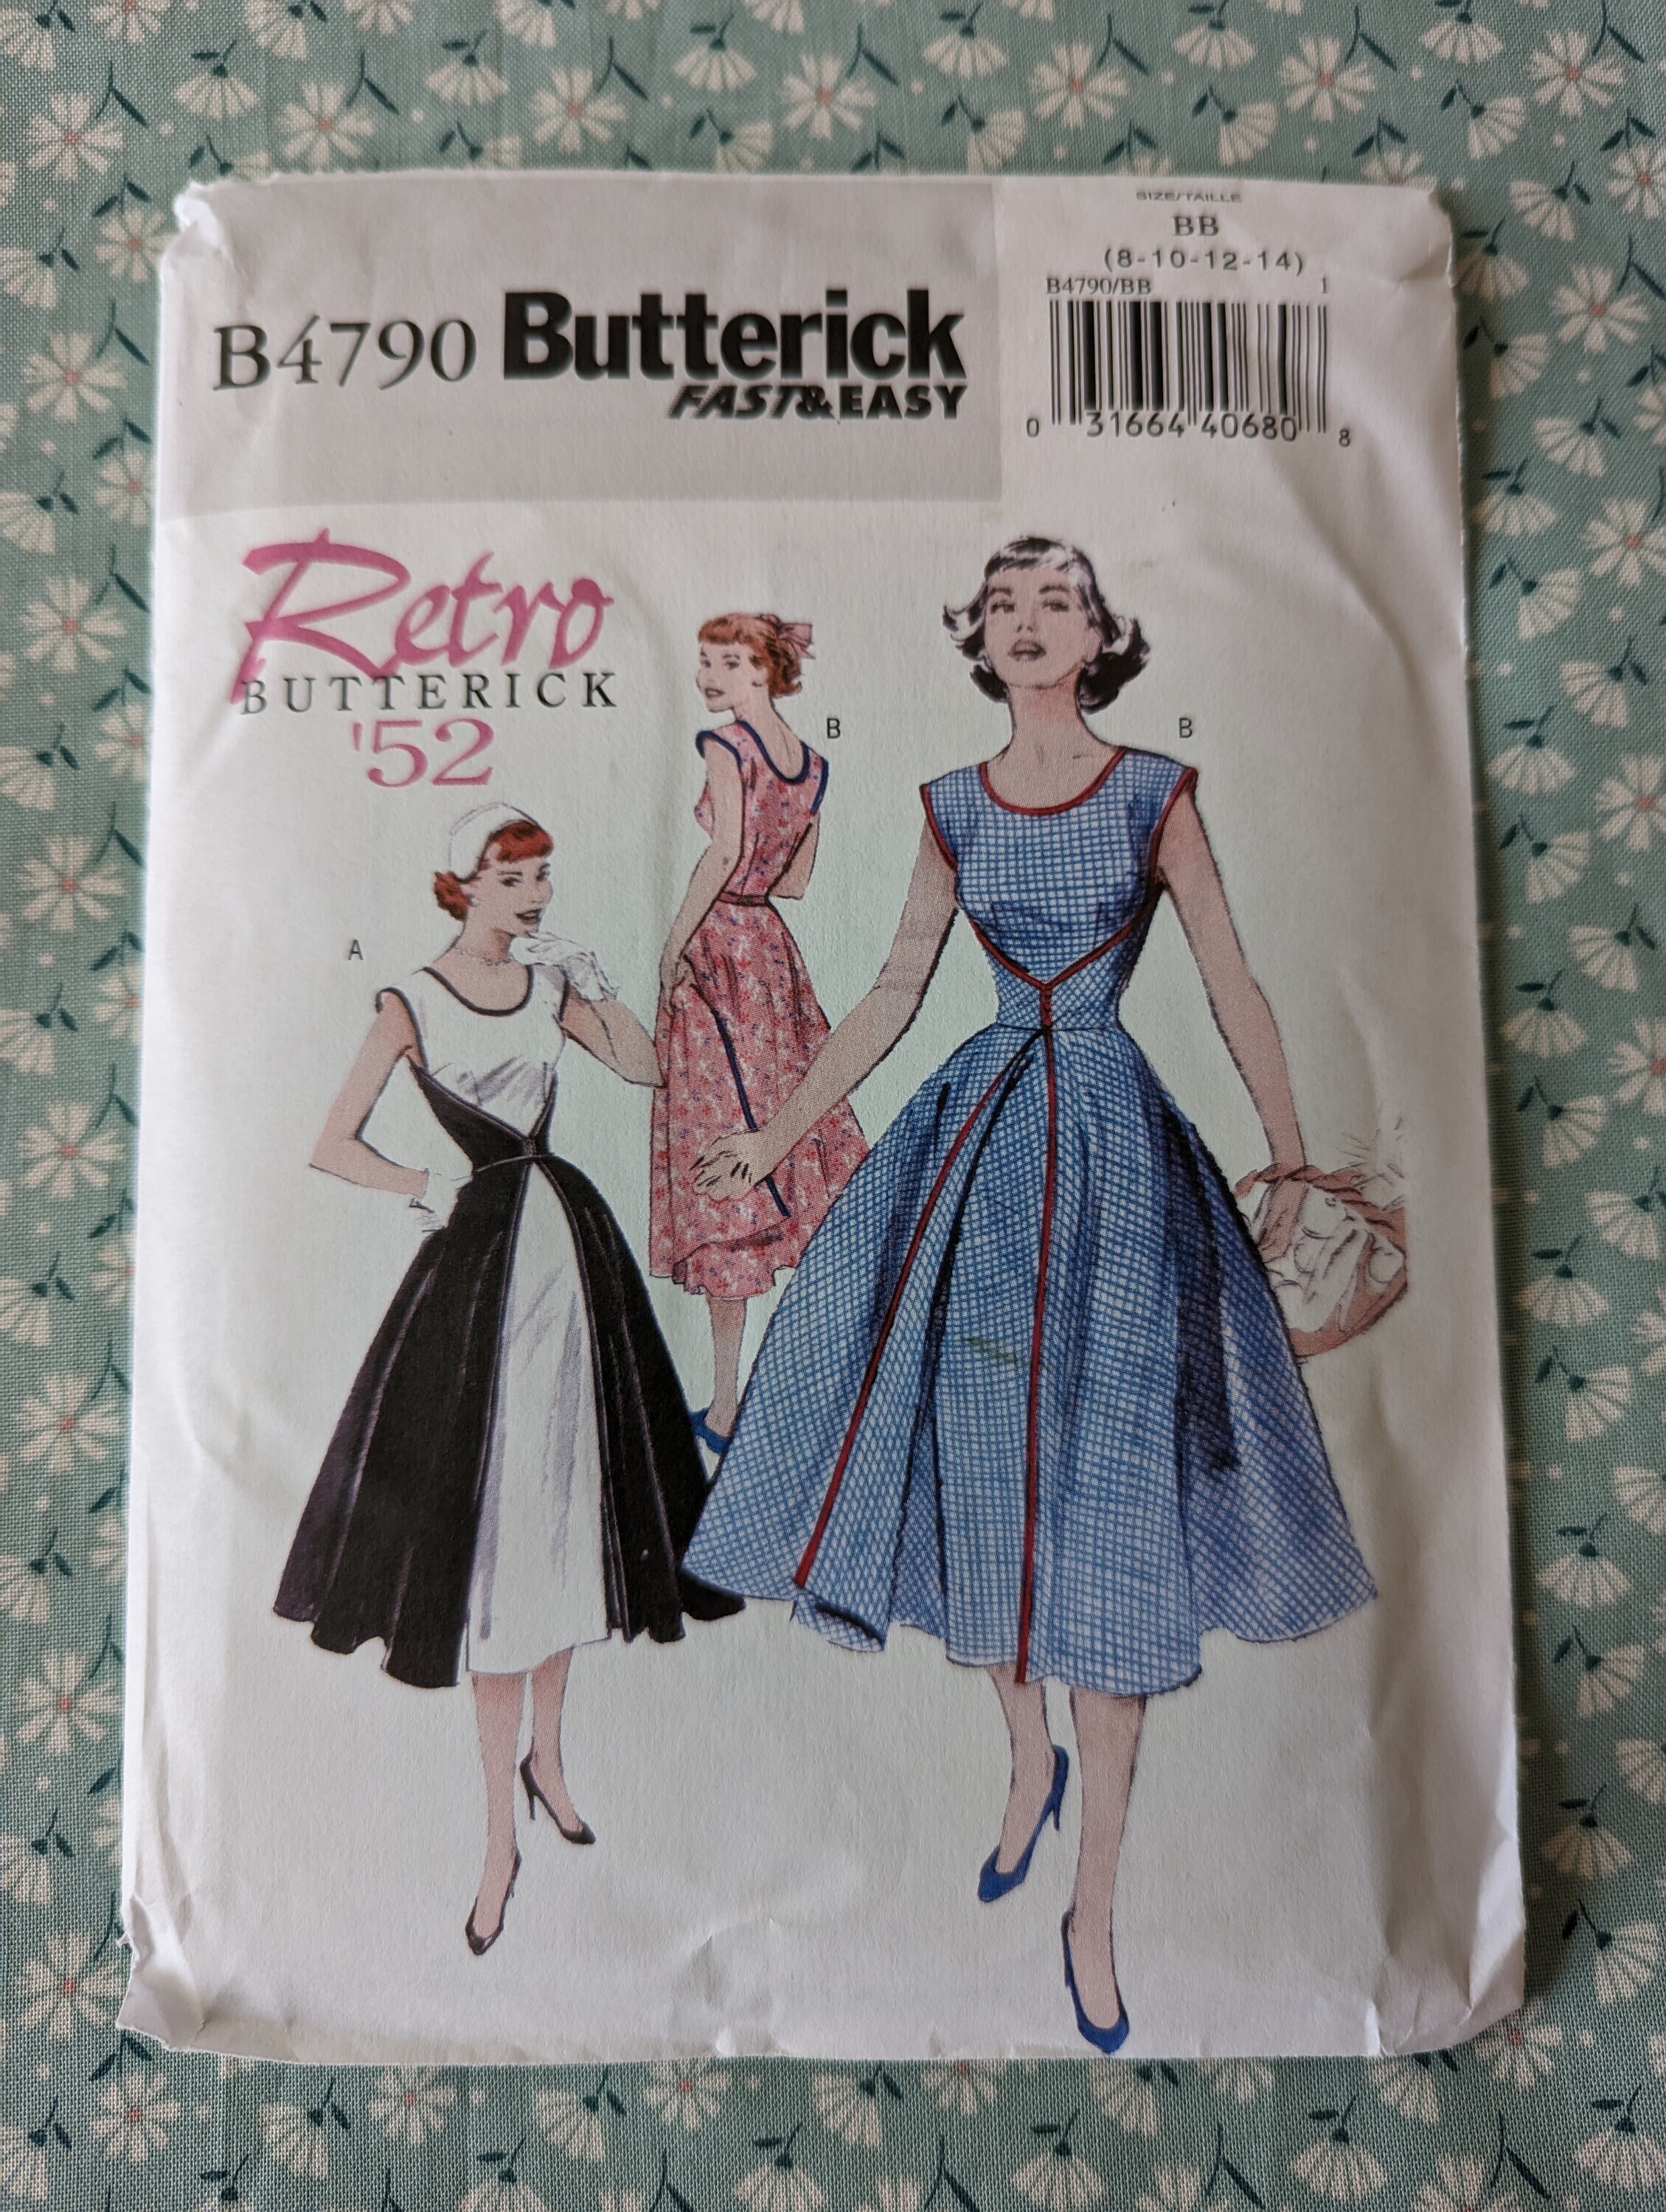 SIZE/TAILLE
BB
(8-10-12-14)
B4790/BB 1
0 31664 40680 8
B4790 Butterick
FAST&EASY
Retro
BUTTERICK
'52
B
B
A